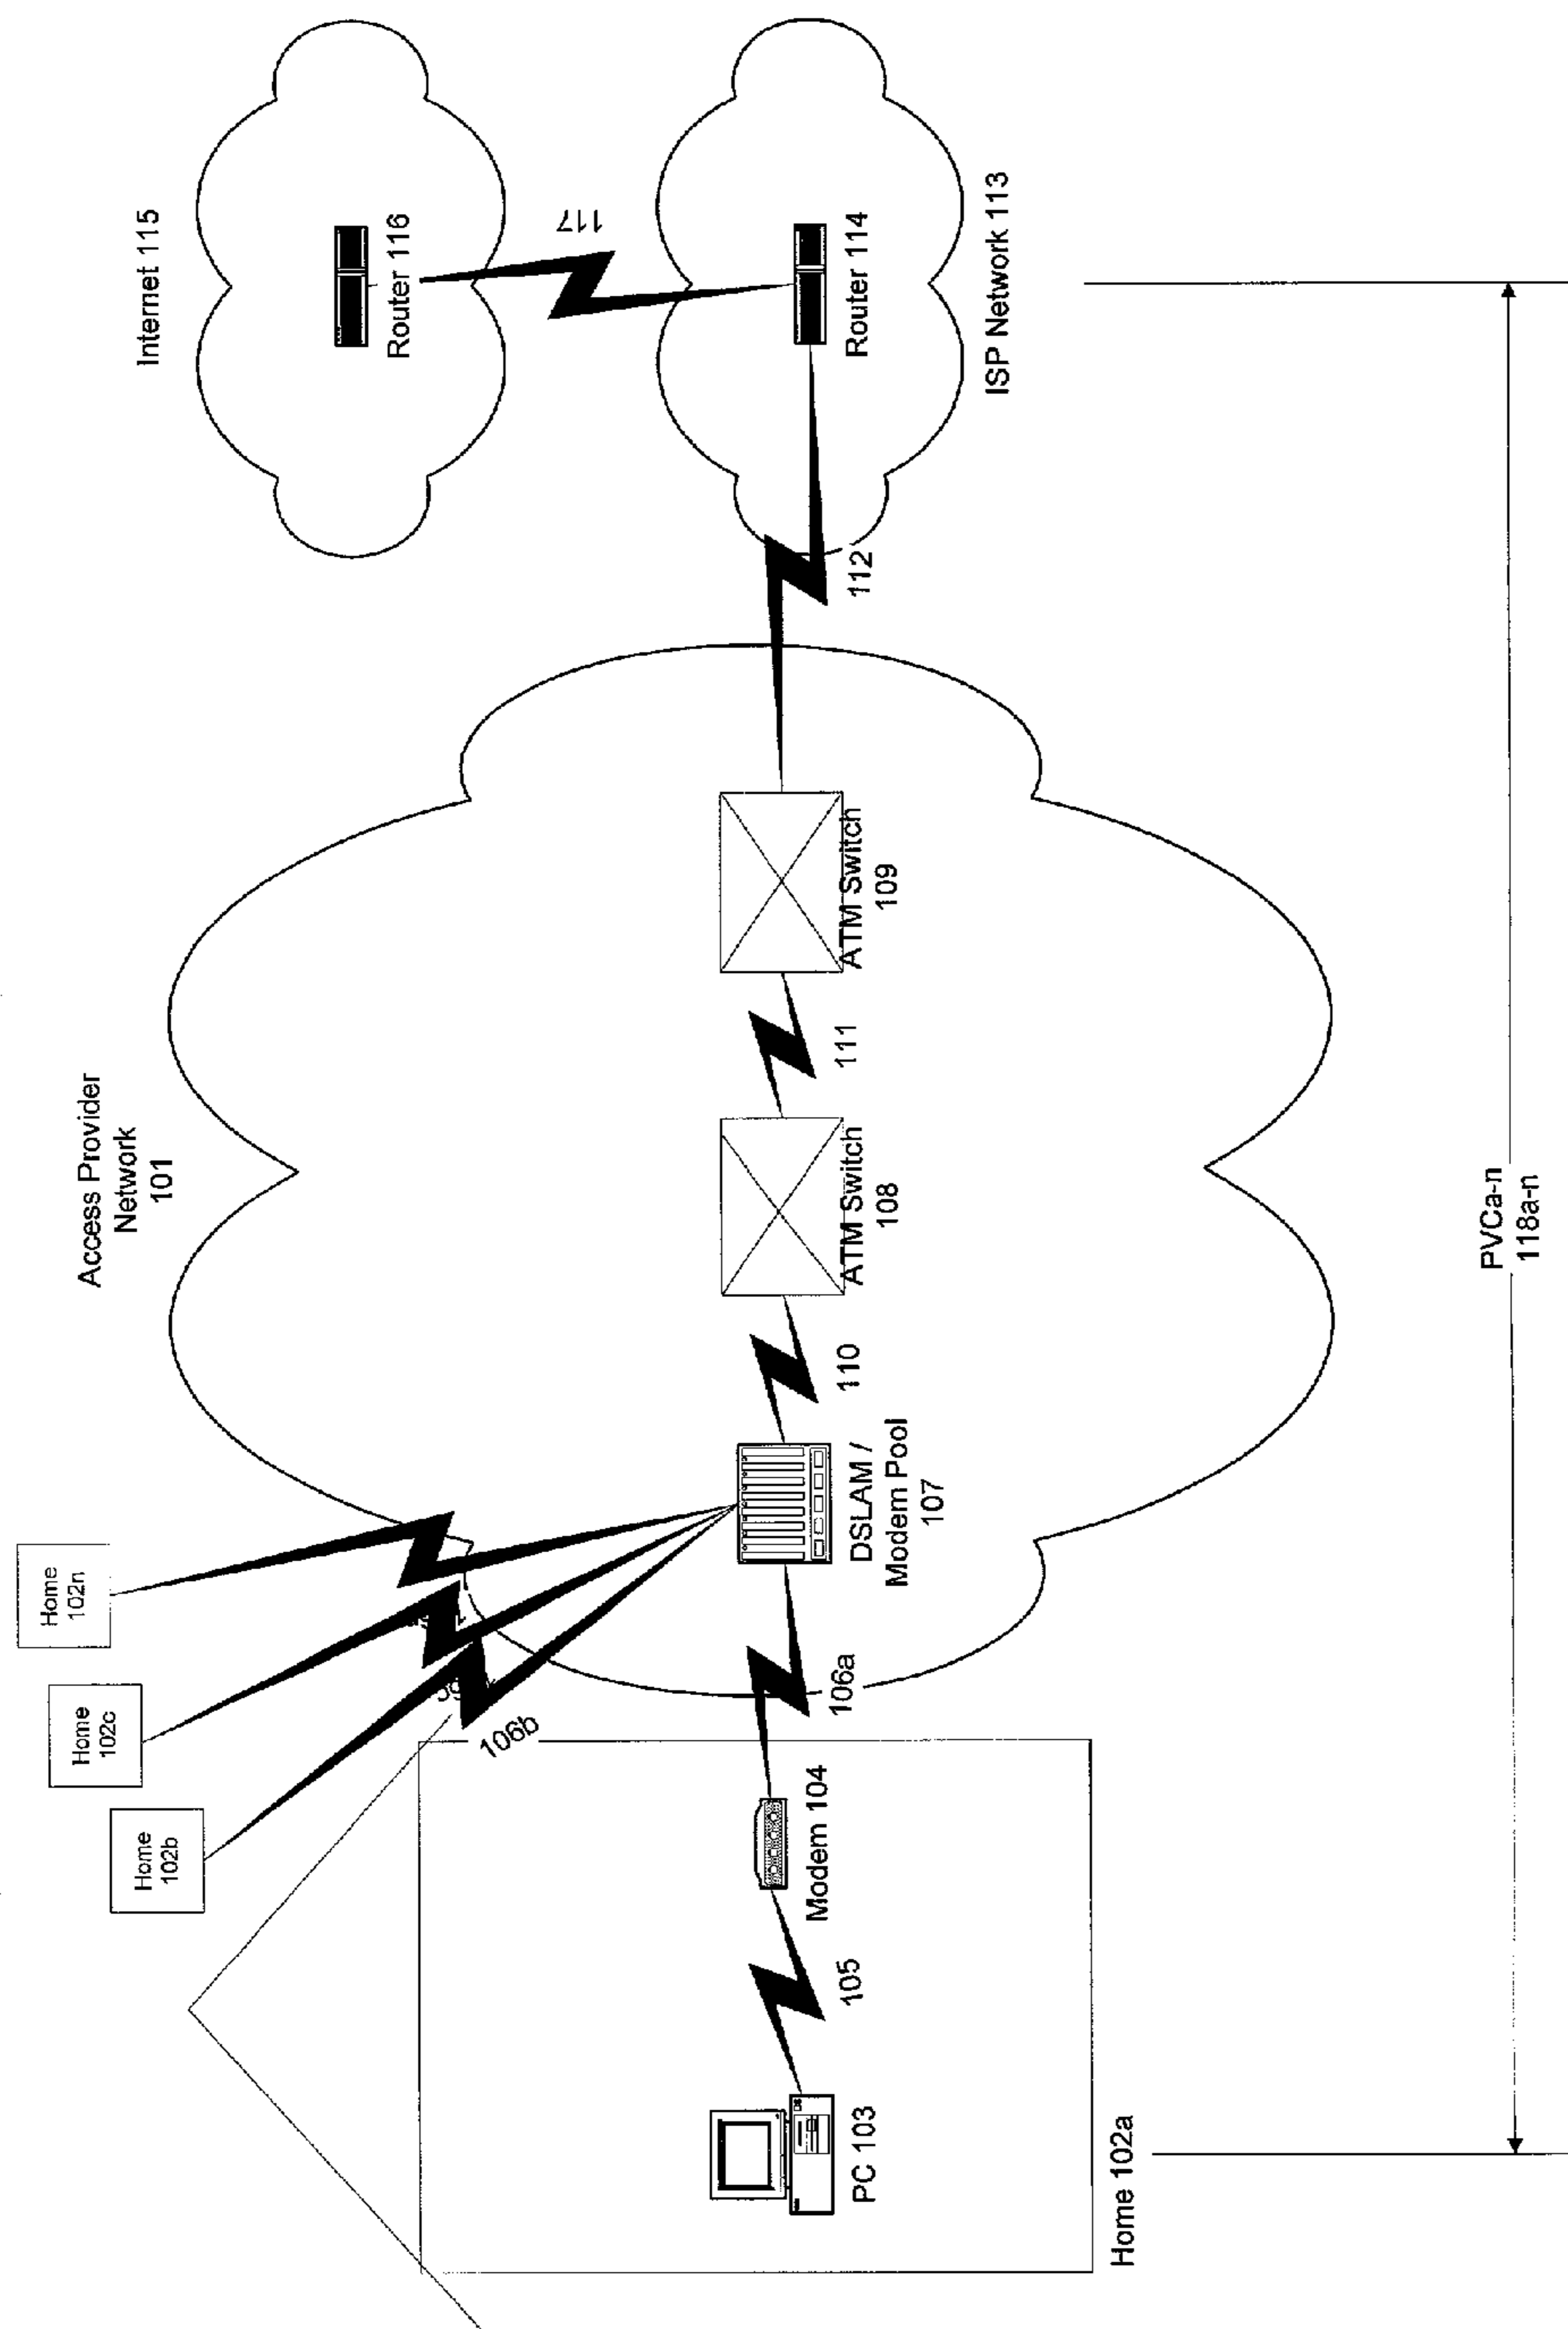 Access Provider
Network
101
Internet 115
Router 116
117
Router 114
ISP Network 113
112
Home
102n
Home
102c
Home
102b
106b
106a
DSLAM /
Modem Pool
107
110
ATM Switch
108
111
ATM Switch
109
Modem 104
105
PC 103
Home 102a
PVCa-n
118a-n